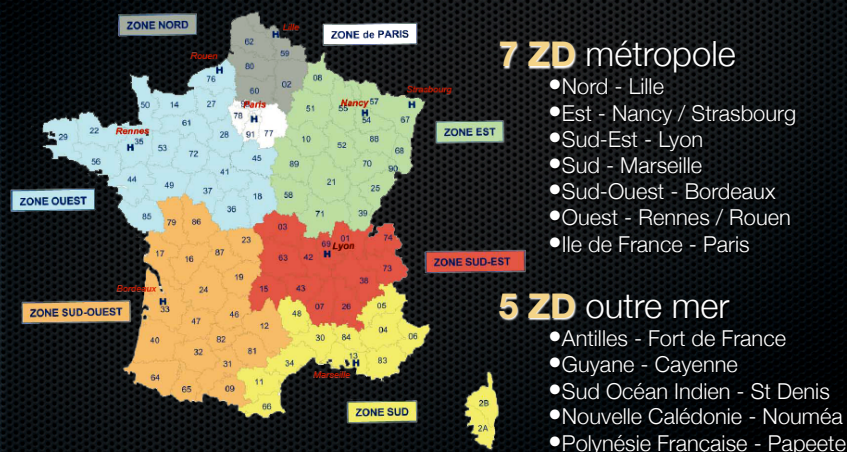 ZONE NORD
Lille
ZONE de PARIS
62
59
Rouen
H
80
76
H
02
08
60
Strasbourg
50
14
27
Paris
51
55
Nancy
57
H
54
67
78
H
H
91
77
29
22
Rennes
61
H
35
53
72
28
10
52
88
68
ZONE EST
56
45
89
70
90
44
49
41
21
25
37
18
58
ZONE OUEST
36
39
85
79
86
71
03
23
01
74
17
16
87
63
42
69
Lyon
H
ZONE SUD-EST
73
19
38
Bordeaux
24
15
43
H
33
07
26
05
ZONE SUD-OUEST
46
48
47
12
04
06
40
82
30
84
32
81
13
H
83
31
34
Marseille
64
65
09
11
66
ZONE SUD
2B
2A
7 ZD métropole
•Nord - Lille
•Est - Nancy / Strasbourg
•Sud-Est - Lyon
•Sud - Marseille
•Sud-Ouest - Bordeaux
•Ouest - Rennes / Rouen
•Ile de France - Paris
5 ZD outre mer
•Antilles - Fort de France
•Guyane - Cayenne
•Sud Océan Indien - St Denis
•Nouvelle Calédonie - Nouméa
•Polynésie Française - Papeete